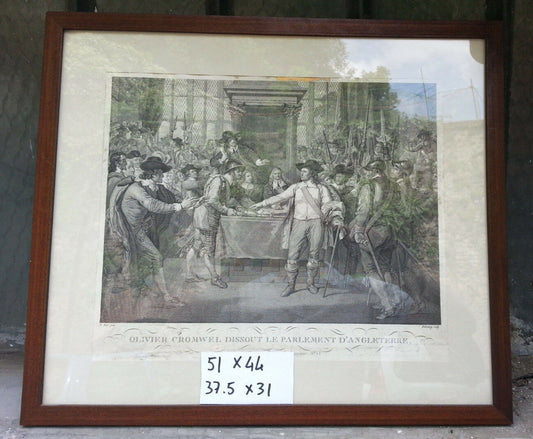 OLIVIER CROMWEL DISSOUT LE PARLEMENT D'ANGLETERRE.
51 x 44
37.5 x 31